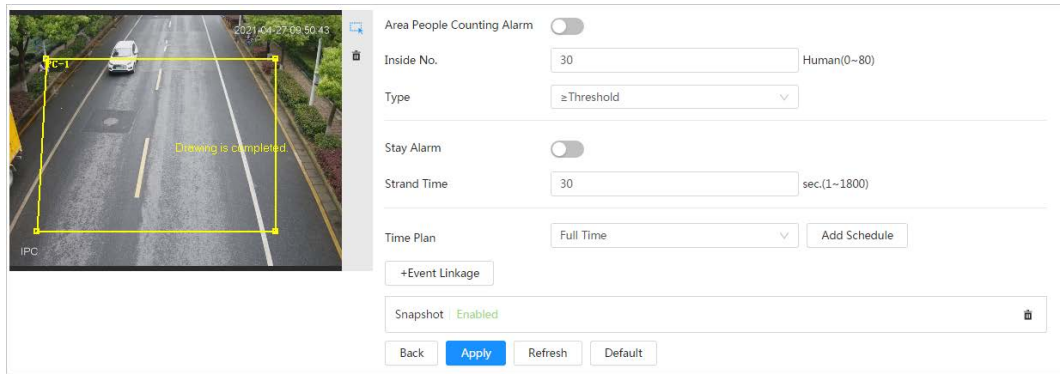 2021-04-27 09:50:43
PC-1
Drawing is completed.
IPC
Area People Counting Alarm
Inside No. 30 Human(0~80)
Type ≥Threshold
Stay Alarm
Strand Time 30 sec.(1~1800)
Time Plan Full Time Add Schedule
+Event Linkage
Snapshot Enabled
Back Apply Refresh Default